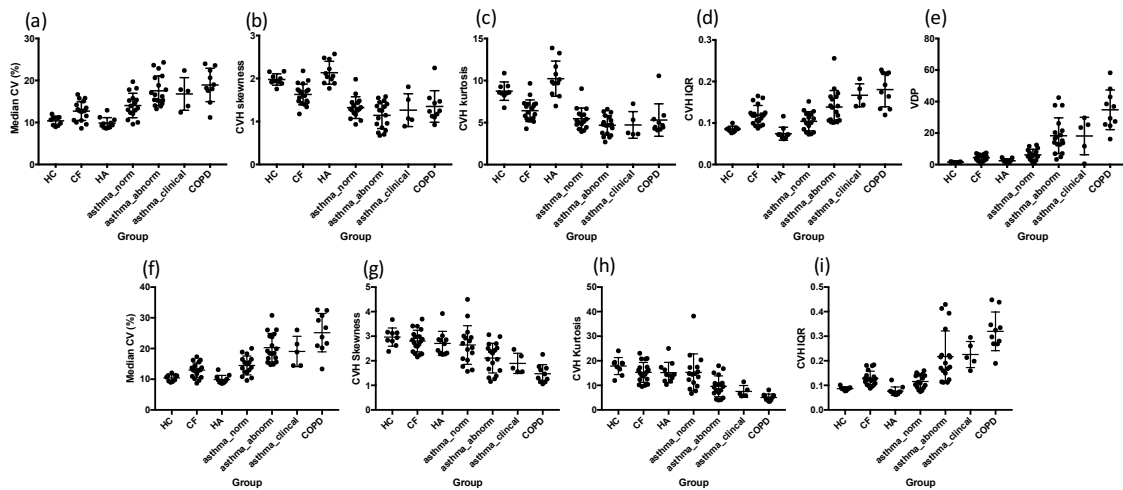 (a)
Median CV (%)
30
20
10
0
HC
CF
HA
asthma_norm
asthma_abnorm
asthma_clinical
COPD
Group
(b)
CVH skewness
3
2
1
0
HC
CF
HA
asthma_norm
asthma_abnorm
asthma_clinical
COPD
Group
(c)
CVH kurtosis
15
10
5
0
HC
CF
HA
asthma_norm
asthma_abnorm
asthma_clinical
COPD
Group
(d)
CVH IQR
0.3
0.2
0.1
0.0
HC
CF
HA
asthma_norm
asthma_abnorm
asthma_clinical
COPD
Group
(e)
VDP
80
60
40
20
0
HC
CF
HA
asthma_norm
asthma_abnorm
asthma_clinical
COPD
Group
(f)
Median CV (%)
40
30
20
10
0
HC
CF
HA
asthma_norm
asthma_abnorm
asthma_clincal
COPD
Group
(g)
CVH Skewness
5
4
3
2
1
0
HC
CF
HA
asthma_norm
asthma_abnorm
asthma_clincal
COPD
Group
(h)
CVH Kurtosis
50
40
30
20
10
0
HC
CF
HA
asthma_norm
asthma_abnorm
asthma_clincal
COPD
Group
(i)
CVH IQR
0.5
0.4
0.3
0.2
0.1
0.0
HC
CF
HA
asthma_norm
asthma_abnorm
asthma_clincal
COPD
Group